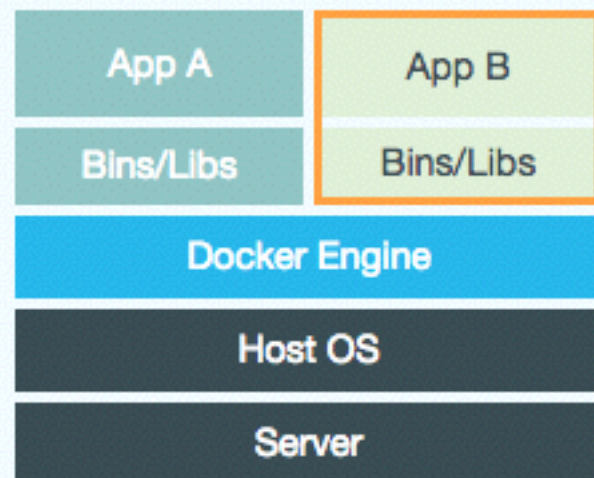 App A
App B
Bins/Libs
Bins/Libs
Docker Engine
Host OS
Server